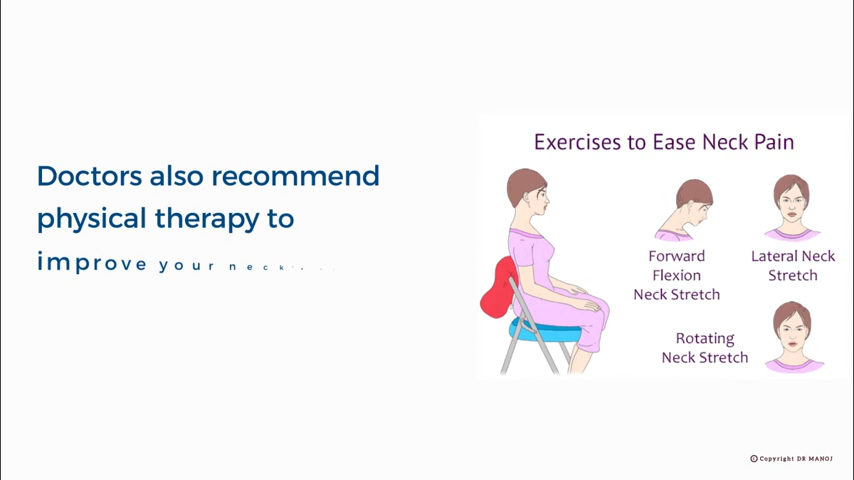 Doctors also recommend
physical therapy to
improve your neck
Exercises to Ease Neck Pain
Forward
Flexion
Neck Stretch
Lateral Neck
Stretch
Rotating
Neck Stretch
© Copyright DR MANOJ